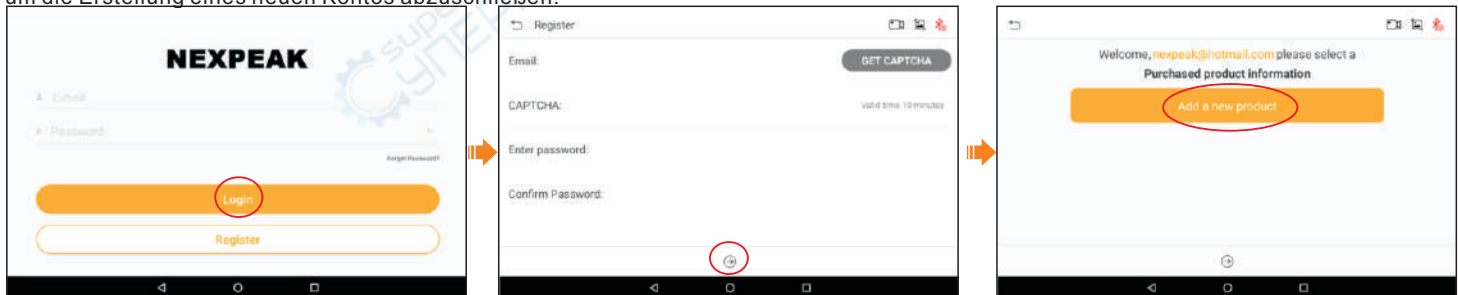 um die Erstellung eines neuen Kontos abzuschließen.
NEXPEAK
E-mail
Password
Forget Password?
Login
Register
Register
Email:
GET CAPTCHA
CAPTCHA:
Valid time 10 minutes
Enter password:
Confirm Password:
Welcome, nexpeak@hotmail.com please select a
Purchased product information
Add a new product